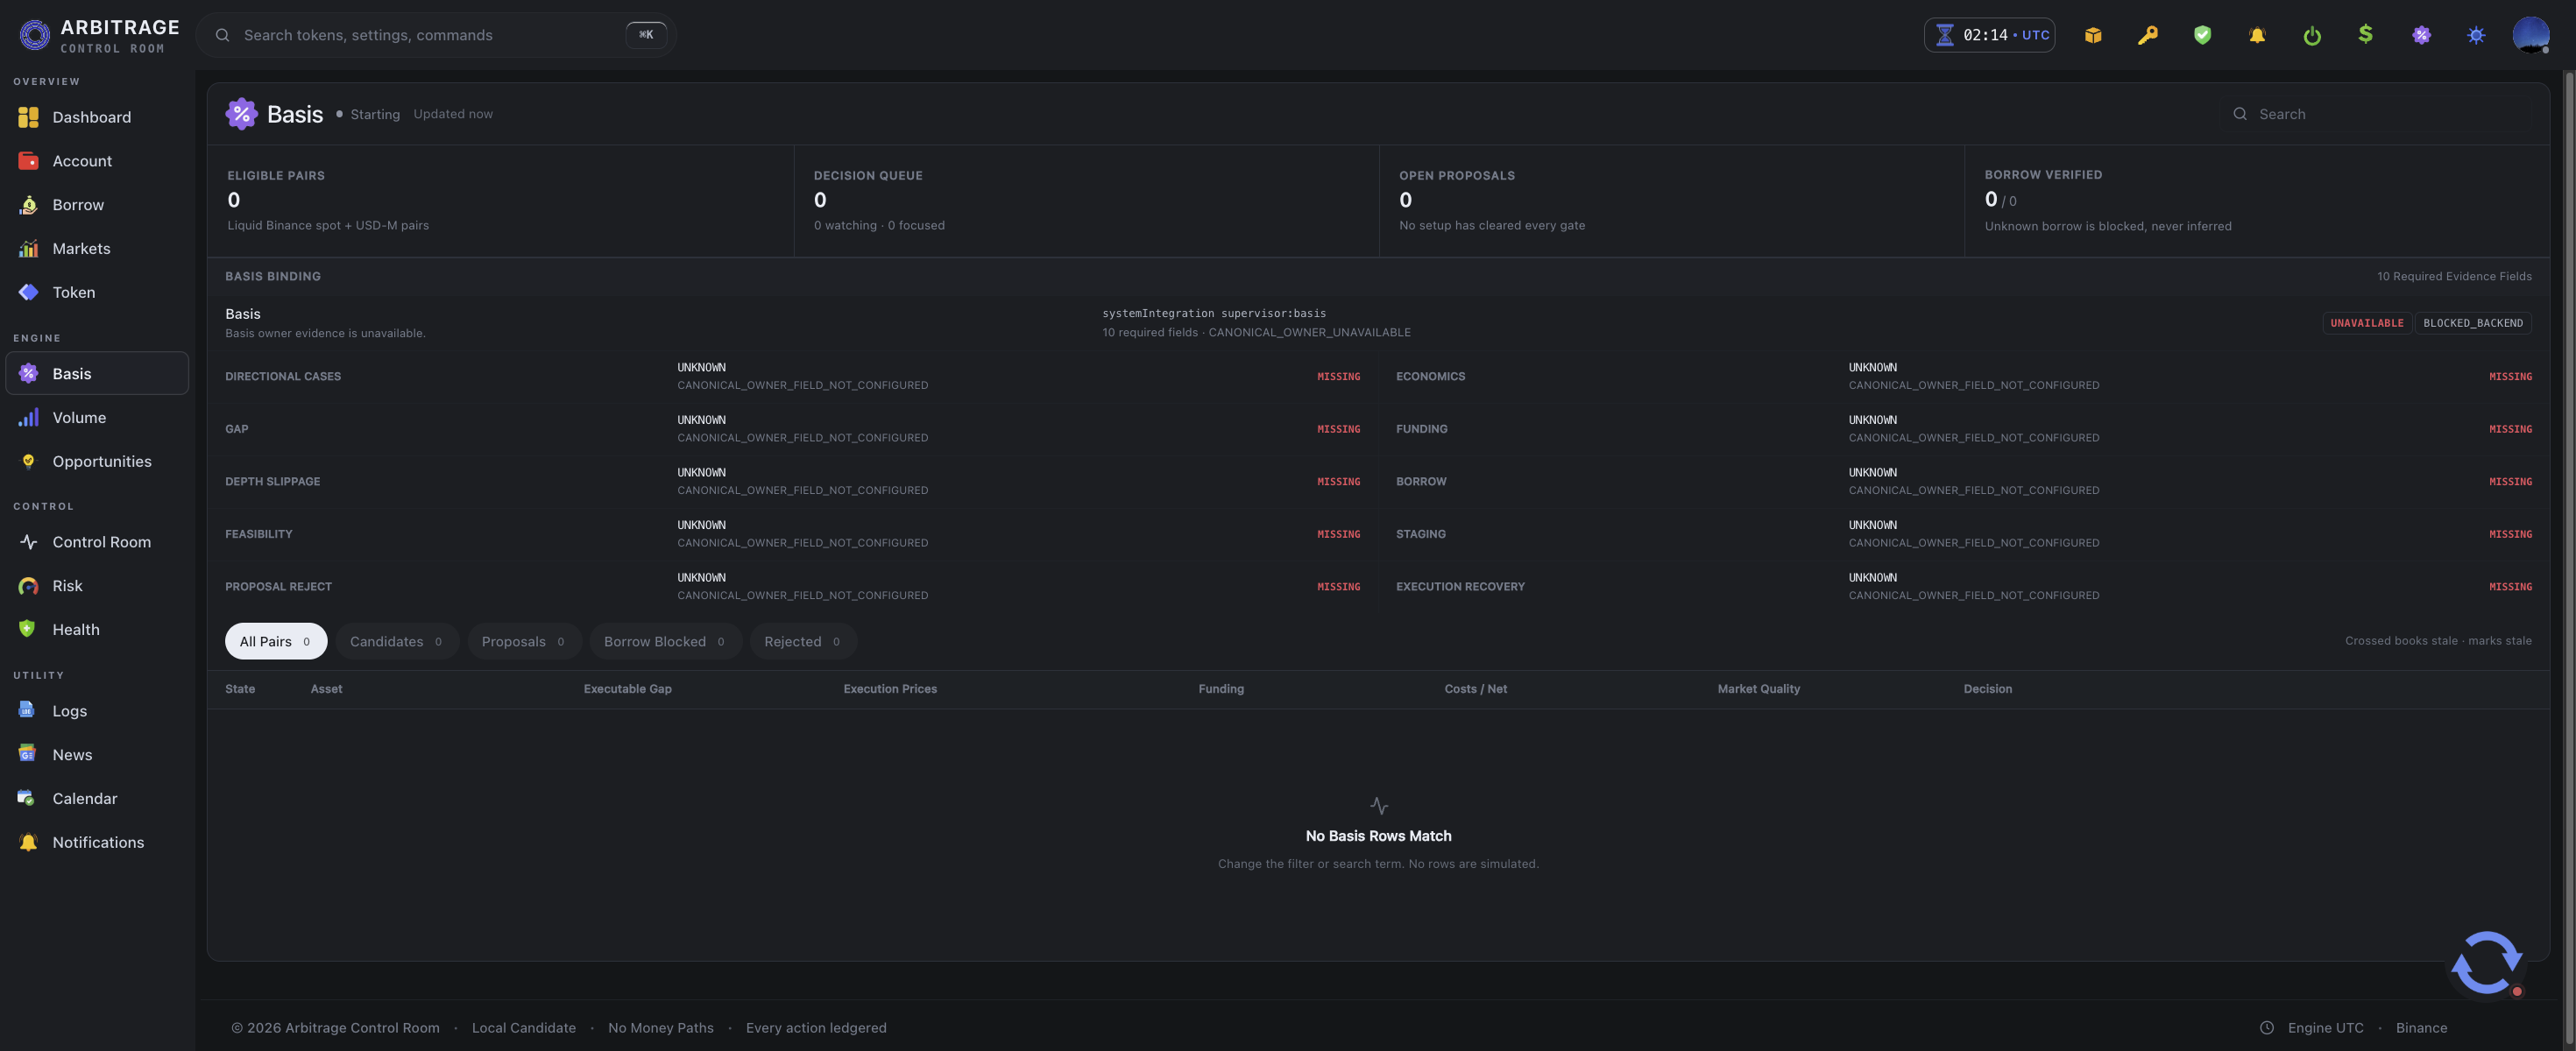 ARBITRAGE
CONTROL ROOM
Search tokens, settings, commands
⌘K
02:14 • UTC
OVERVIEW
Dashboard
Account
Borrow
Markets
Token
ENGINE
Basis
Volume
Opportunities
CONTROL
Control Room
Risk
Health
UTILITY
Logs
News
Calendar
Notifications
Basis
Starting
Updated now
Search
ELIGIBLE PAIRS
0
Liquid Binance spot + USD-M pairs
DECISION QUEUE
0
0 watching · 0 focused
OPEN PROPOSALS
0
No setup has cleared every gate
BORROW VERIFIED
0 / 0
Unknown borrow is blocked, never inferred
BASIS BINDING
10 Required Evidence Fields
Basis
Basis owner evidence is unavailable.
systemIntegration supervisor:basis
10 required fields · CANONICAL_OWNER_UNAVAILABLE
UNAVAILABLE
BLOCKED_BACKEND
DIRECTIONAL CASES
UNKNOWN
CANONICAL_OWNER_FIELD_NOT_CONFIGURED
MISSING
ECONOMICS
UNKNOWN
CANONICAL_OWNER_FIELD_NOT_CONFIGURED
MISSING
GAP
UNKNOWN
CANONICAL_OWNER_FIELD_NOT_CONFIGURED
MISSING
FUNDING
UNKNOWN
CANONICAL_OWNER_FIELD_NOT_CONFIGURED
MISSING
DEPTH SLIPPAGE
UNKNOWN
CANONICAL_OWNER_FIELD_NOT_CONFIGURED
MISSING
BORROW
UNKNOWN
CANONICAL_OWNER_FIELD_NOT_CONFIGURED
MISSING
FEASIBILITY
UNKNOWN
CANONICAL_OWNER_FIELD_NOT_CONFIGURED
MISSING
STAGING
UNKNOWN
CANONICAL_OWNER_FIELD_NOT_CONFIGURED
MISSING
PROPOSAL REJECT
UNKNOWN
CANONICAL_OWNER_FIELD_NOT_CONFIGURED
MISSING
EXECUTION RECOVERY
UNKNOWN
CANONICAL_OWNER_FIELD_NOT_CONFIGURED
MISSING
All Pairs 0
Candidates 0
Proposals 0
Borrow Blocked 0
Rejected 0
Crossed books stale · marks stale
State
Asset
Executable Gap
Execution Prices
Funding
Costs / Net
Market Quality
Decision
No Basis Rows Match
Change the filter or search term. No rows are simulated.
© 2026 Arbitrage Control Room · Local Candidate · No Money Paths · Every action ledgered
Engine UTC · Binance